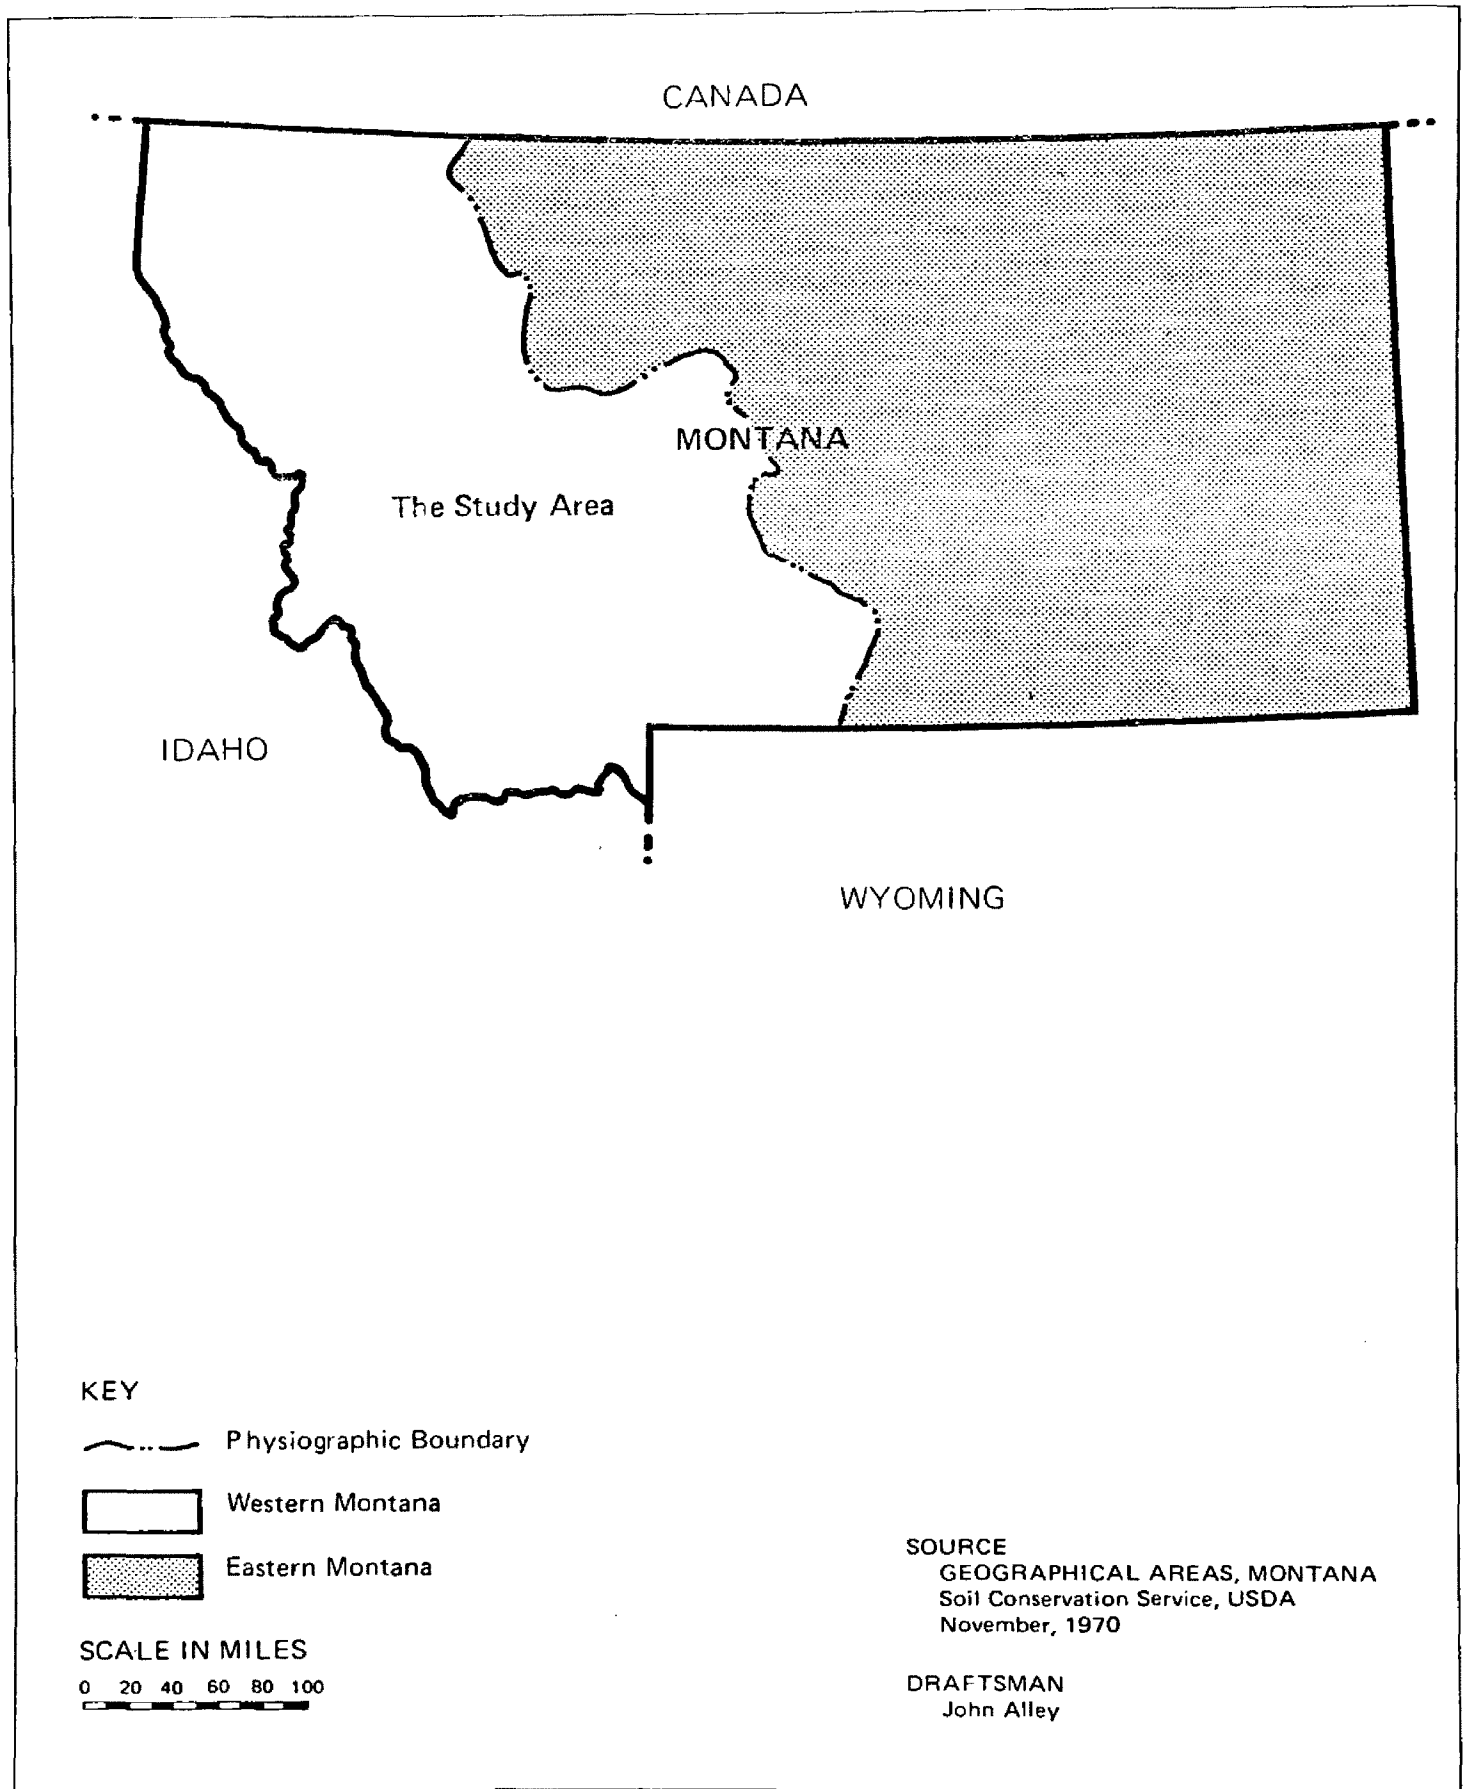 CANADA
MONTANA
The Study Area
IDAHO
WYOMING
KEY
Physiographic Boundary
Western Montana
Eastern Montana
SCALE IN MILES
0 20 40 60 80 100
SOURCE
GEOGRAPHICAL AREAS, MONTANA
Soil Conservation Service, USDA
November, 1970
DRAFTSMAN
John Alley